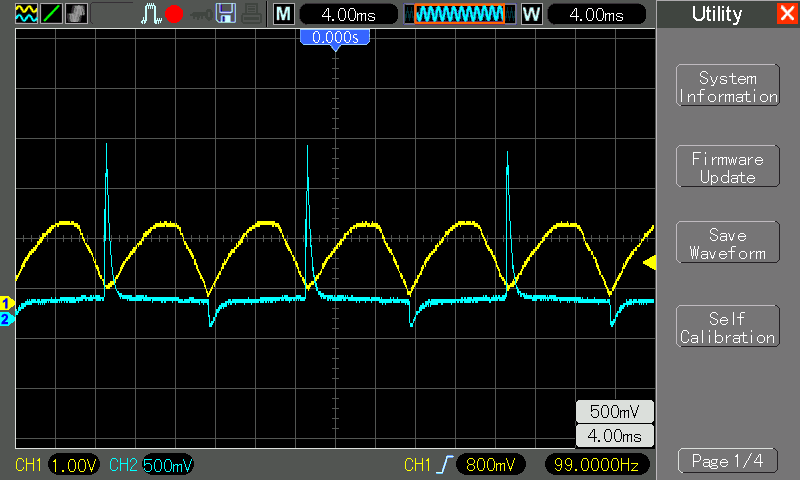 M 4.00ms W 4.00ms
Utility X
0.000s
System
Information
Firmware
Update
Save
Waveform
Self
Calibration
1
2
500mV
4.00ms
CH1 1.00V CH2 500mV CH1 800mV 99.0000Hz
Page 1/4